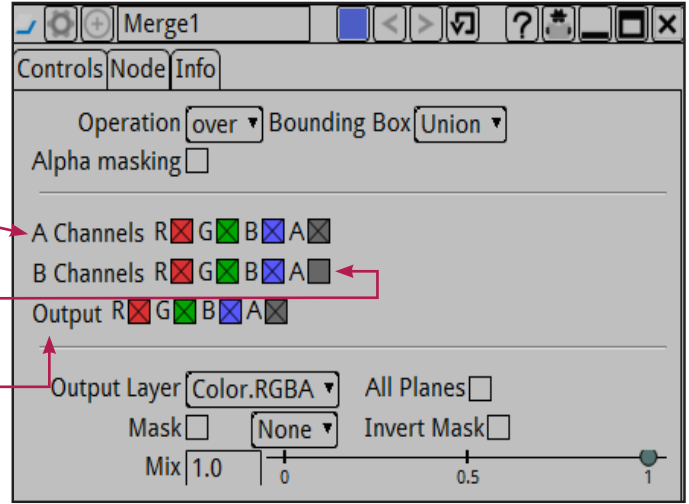 Merge1 ?
Controls Node Info
Operation over Bounding Box Union
Alpha masking
A Channels R G B A
B Channels R G B A
Output R G B A
Output Layer Color.RGBA All Planes
Mask None Invert Mask
Mix 1.0 0 0.5 1